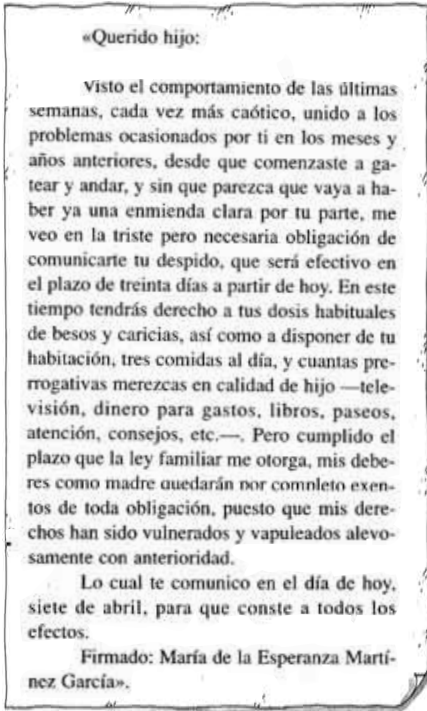 «Querido hijo:
Visto el comportamiento de las últimas
semanas, cada vez más caótico, unido a los
problemas ocasionados por ti en los meses y
años anteriores, desde que comenzaste a ga-
tear y andar, y sin que parezca que vaya a ha-
ber ya una enmienda clara por tu parte, me
veo en la triste pero necesaria obligación de
comunicarte tu despido, que será efectivo en
el plazo de treinta días a partir de hoy. En este
tiempo tendrás derecho a tus dosis habituales
de besos y caricias, así como a disponer de tu
habitación, tres comidas al día, y cuantas pre-
rrogativas merezcas en calidad de hijo —tele-
visión, dinero para gastos, libros, paseos,
atención, consejos, etc.—. Pero cumplido el
plazo que la ley familiar me otorga, mis debe-
res como madre quedarán por completo exen-
tos de toda obligación, puesto que mis dere-
chos han sido vulnerados y vapuleados alevo-
samente con anterioridad.
Lo cual te comunico en el día de hoy,
siete de abril, para que conste a todos los
efectos.
Firmado: María de la Esperanza Martí-
nez García».